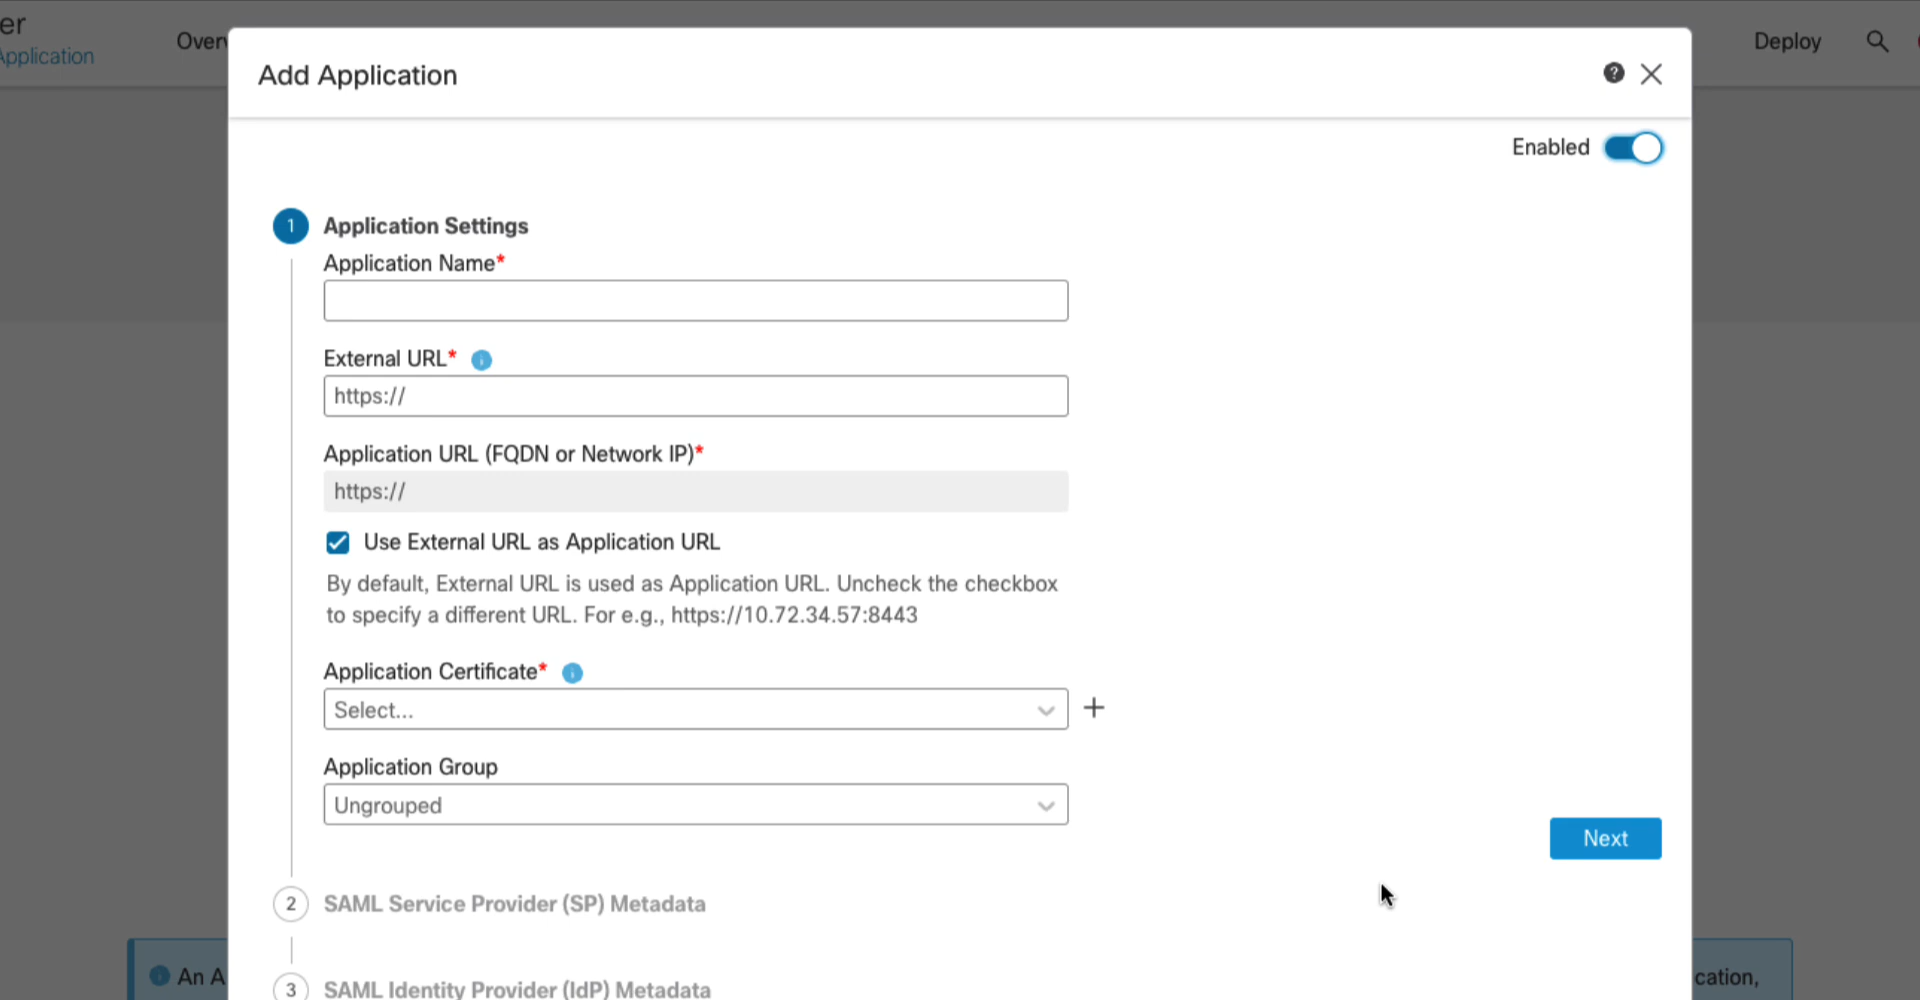 er
Application
Over
Deploy
Add Application
Enabled
1 Application Settings
Application Name*
External URL*
https://
Application URL (FQDN or Network IP)*
https://
Use External URL as Application URL
By default, External URL is used as Application URL. Uncheck the checkbox
to specify a different URL. For e.g., https://10.72.34.57:8443
Application Certificate*
Select...
Application Group
Ungrouped
Next
2 SAML Service Provider (SP) Metadata
An A
cation,
3 SAML Identity Provider (IdP) Metadata